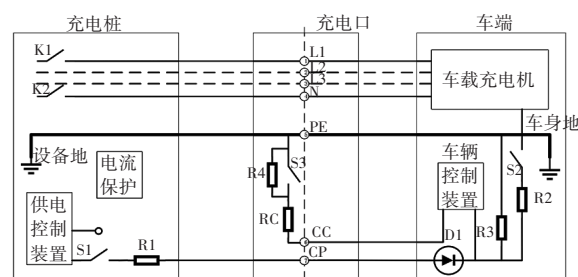 充电桩
充电口
车端
K1
L1
L2
L3
K2
N
车载充电机
PE
车身地
设备地
电流
保护
R4
S3
车辆
控制
装置
S2
R2
供电
控制
装置
RC
R3
CC
D1
S1
R1
CP